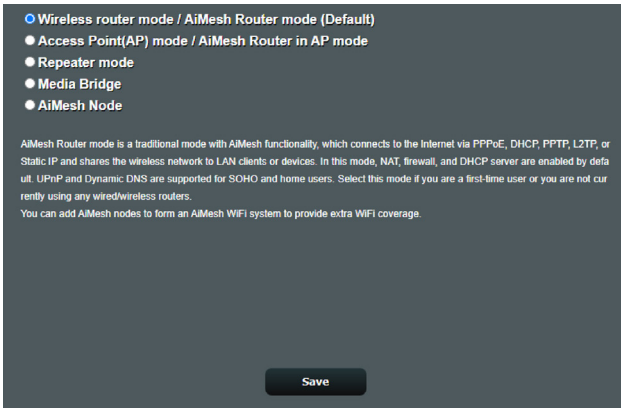 Wireless router mode / AiMesh Router mode (Default)
Access Point(AP) mode / AiMesh Router in AP mode
Repeater mode
Media Bridge
AiMesh Node
AiMesh Router mode is a traditional mode with AiMesh functionality, which connects to the Internet via PPPoE, DHCP, PPTP, L2TP, or
Static IP and shares the wireless network to LAN clients or devices. In this mode, NAT, firewall, and DHCP server are enabled by defa
ult. UPnP and Dynamic DNS are supported for SOHO and home users. Select this mode if you are a first-time user or you are not cur
rently using any wired/wireless routers.
You can add AiMesh nodes to form an AiMesh WiFi system to provide extra WiFi coverage.
Save